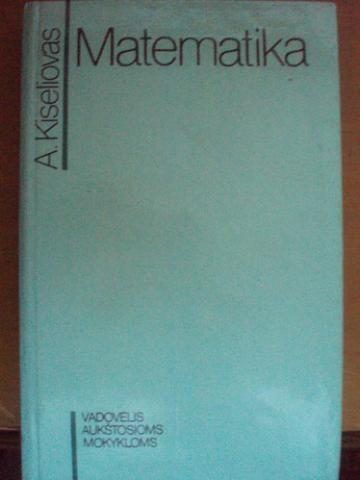 A. Kiseliovas
Matematika
VADOVĖLIS
AUKŠTOSIOMS
MOKYKLOMS